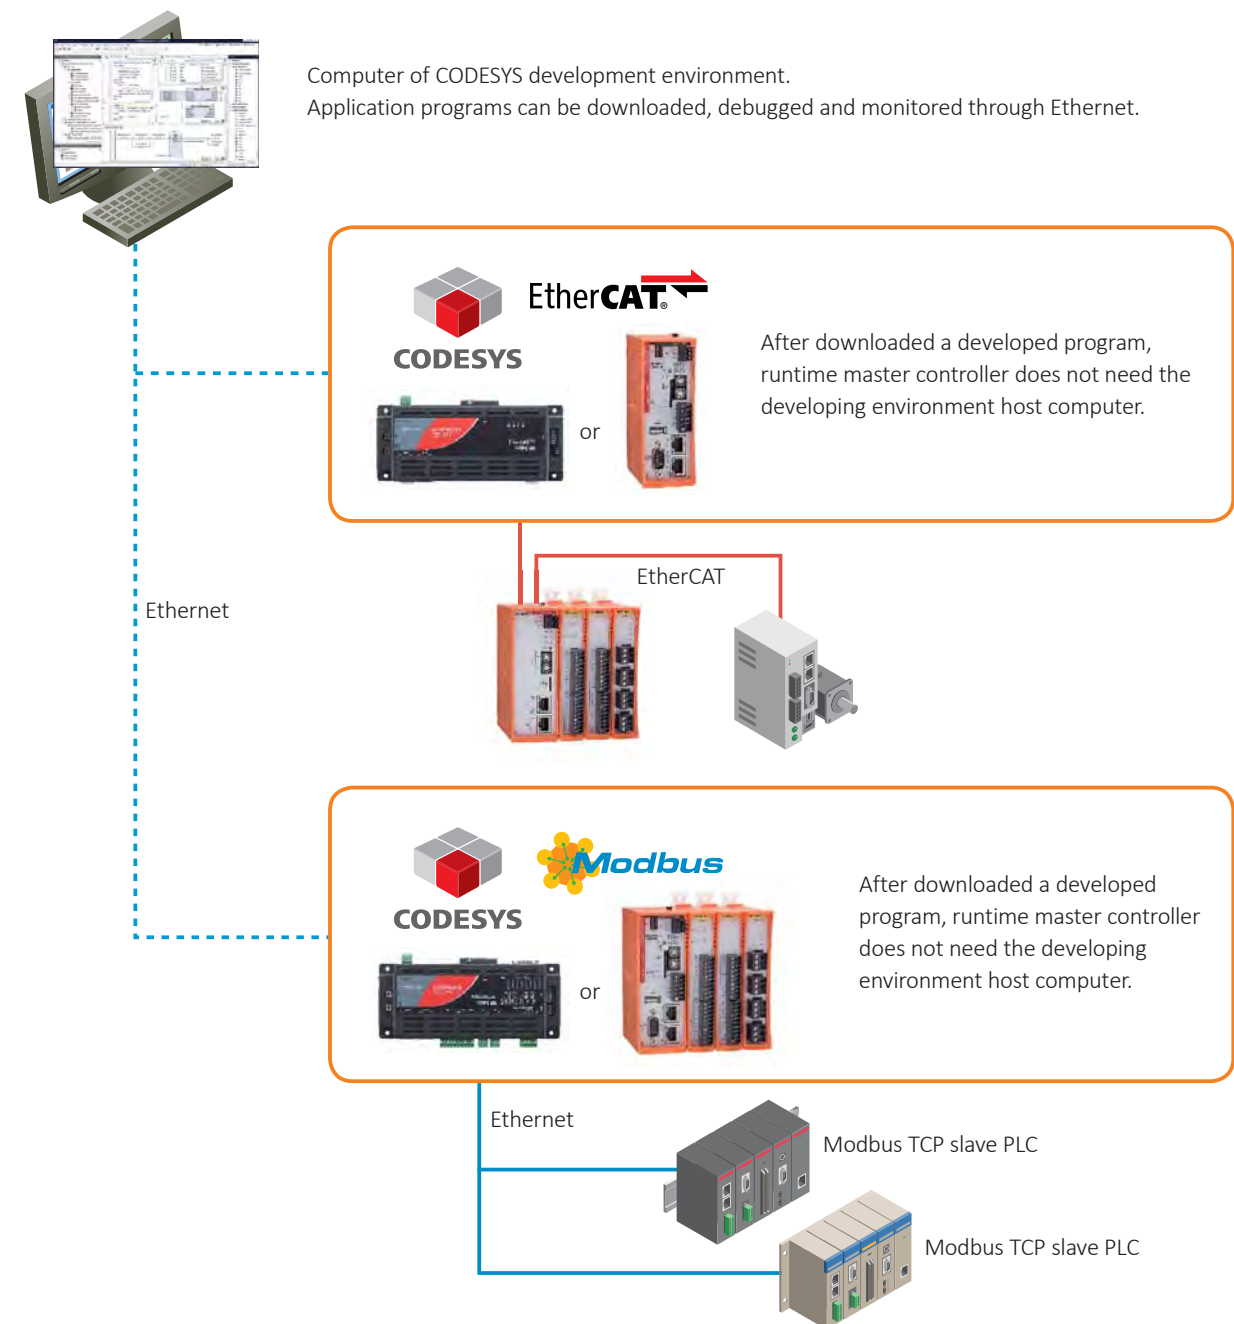 Computer of CODESYS development environment.
Application programs can be downloaded, debugged and monitored through Ethernet.
CODESYS
EtherCAT®
After downloaded a developed program,
runtime master controller does not need the
developing environment host computer.
or
EtherCAT
Ethernet
CODESYS
Modbus
After downloaded a developed
program, runtime master controller
does not need the developing
environment host computer.
or
Ethernet
Modbus TCP slave PLC
Modbus TCP slave PLC